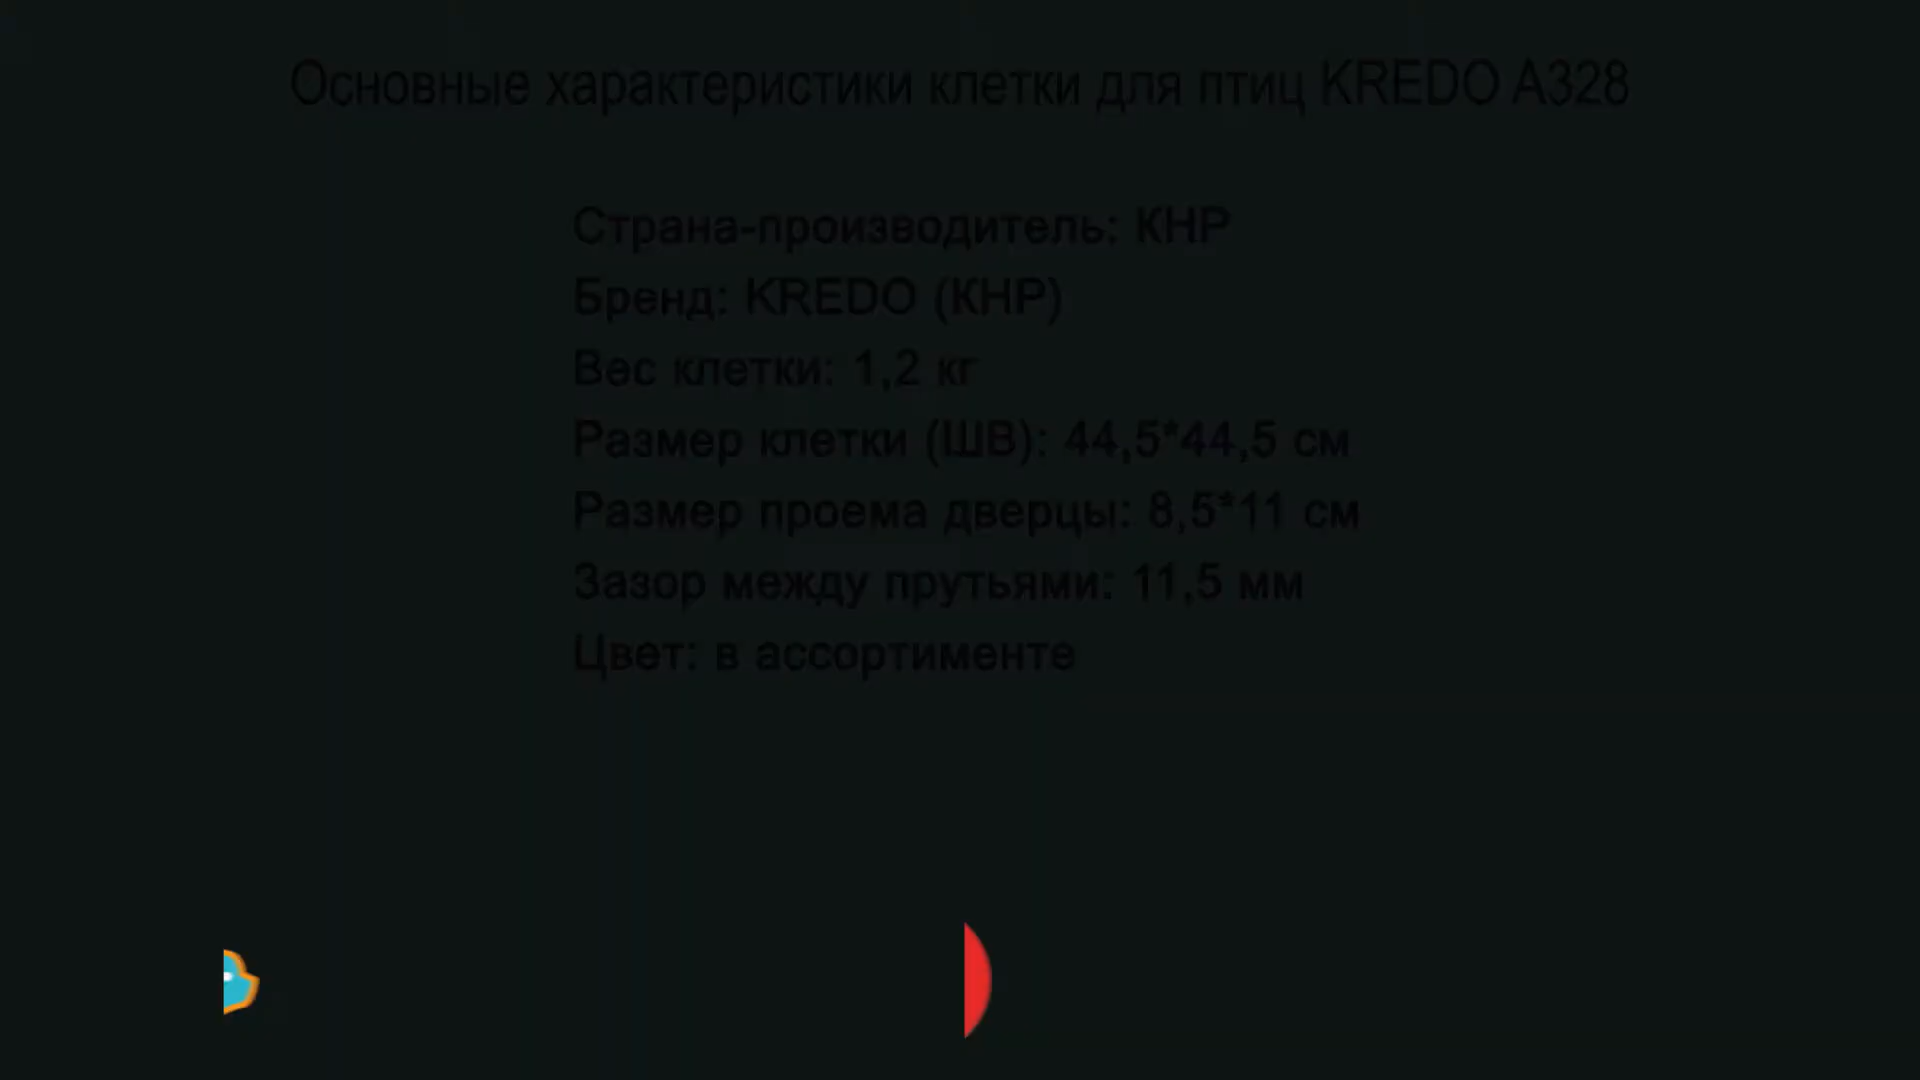 Основные характеристики клетки для птиц KREDO A328
Страна-производитель: КНР
Бренд: KREDO (КНР)
Вес клетки: 1,2 кг
Размер клетки (ШВ): 44,5*44,5 см
Размер проема дверцы: 8,5*11 см
Зазор между прутьями: 11,5 мм
Цвет: в ассортименте